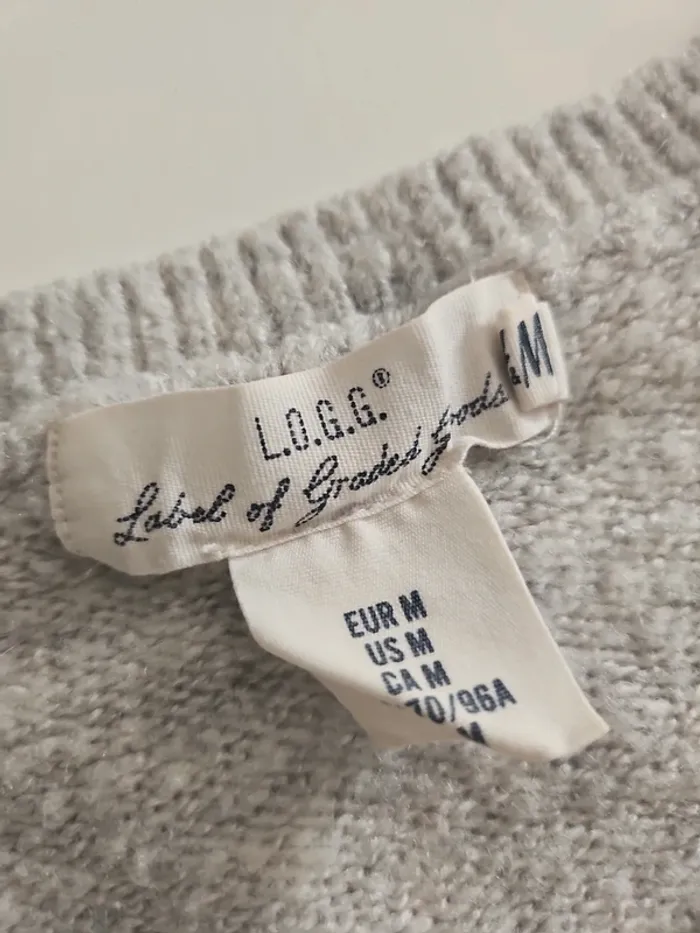 L.O.G.G.®
Label of Graded Goods
M
EUR M
US M
CA M
70/96A
M